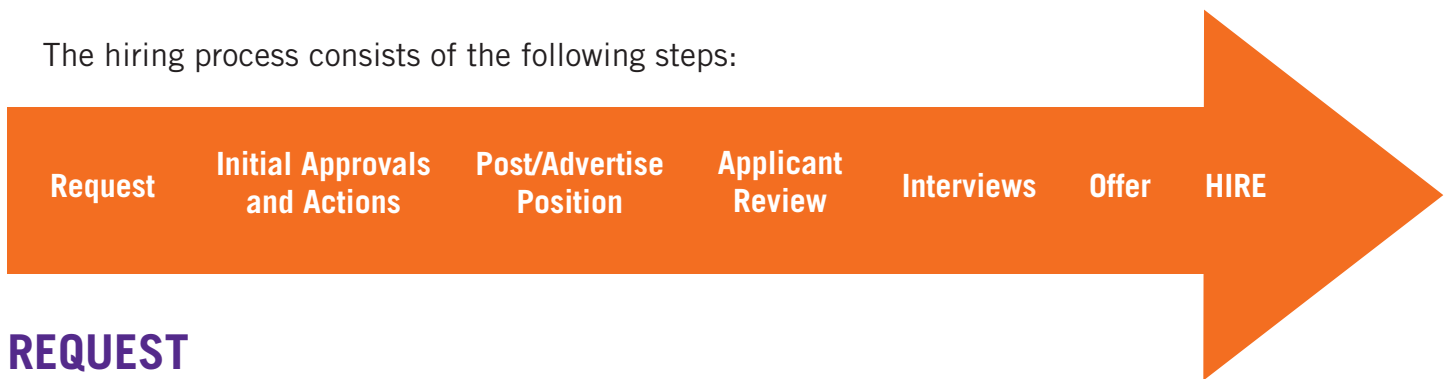 The hiring process consists of the following steps:
Request
Initial Approvals
and Actions
Post/Advertise
Position
Applicant
Review
Interviews
Offer
HIRE
REQUEST